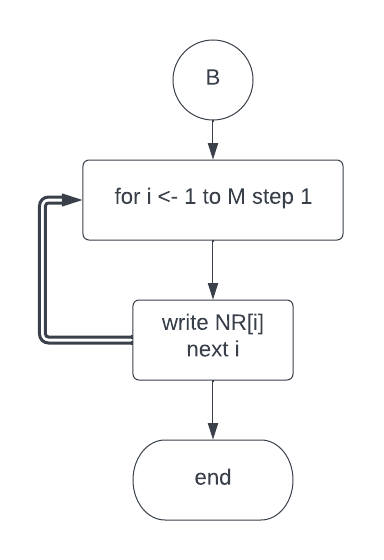 B
for i <- 1 to M step 1
write NR[i]
next i
end